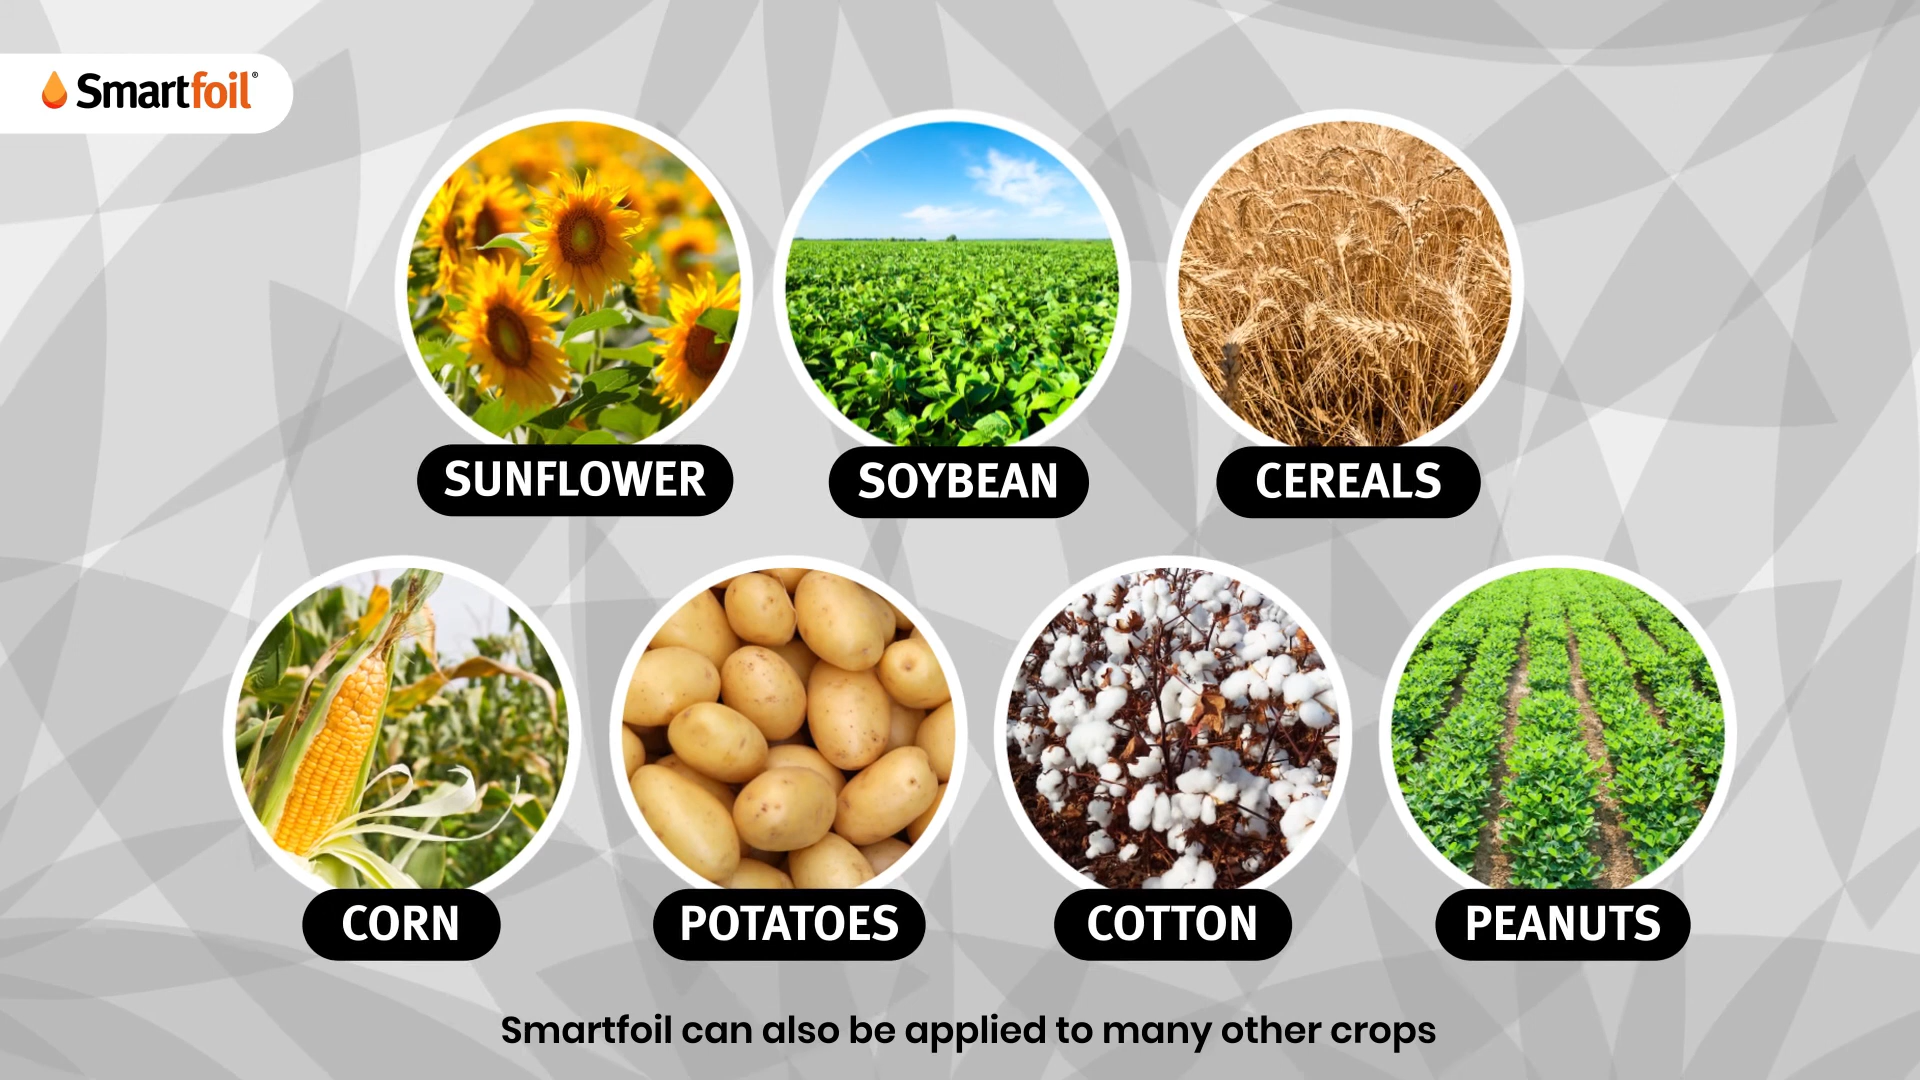 Smartfoil®
SUNFLOWER
SOYBEAN
CEREALS
CORN
POTATOES
COTTON
PEANUTS
Smartfoil can also be applied to many other crops